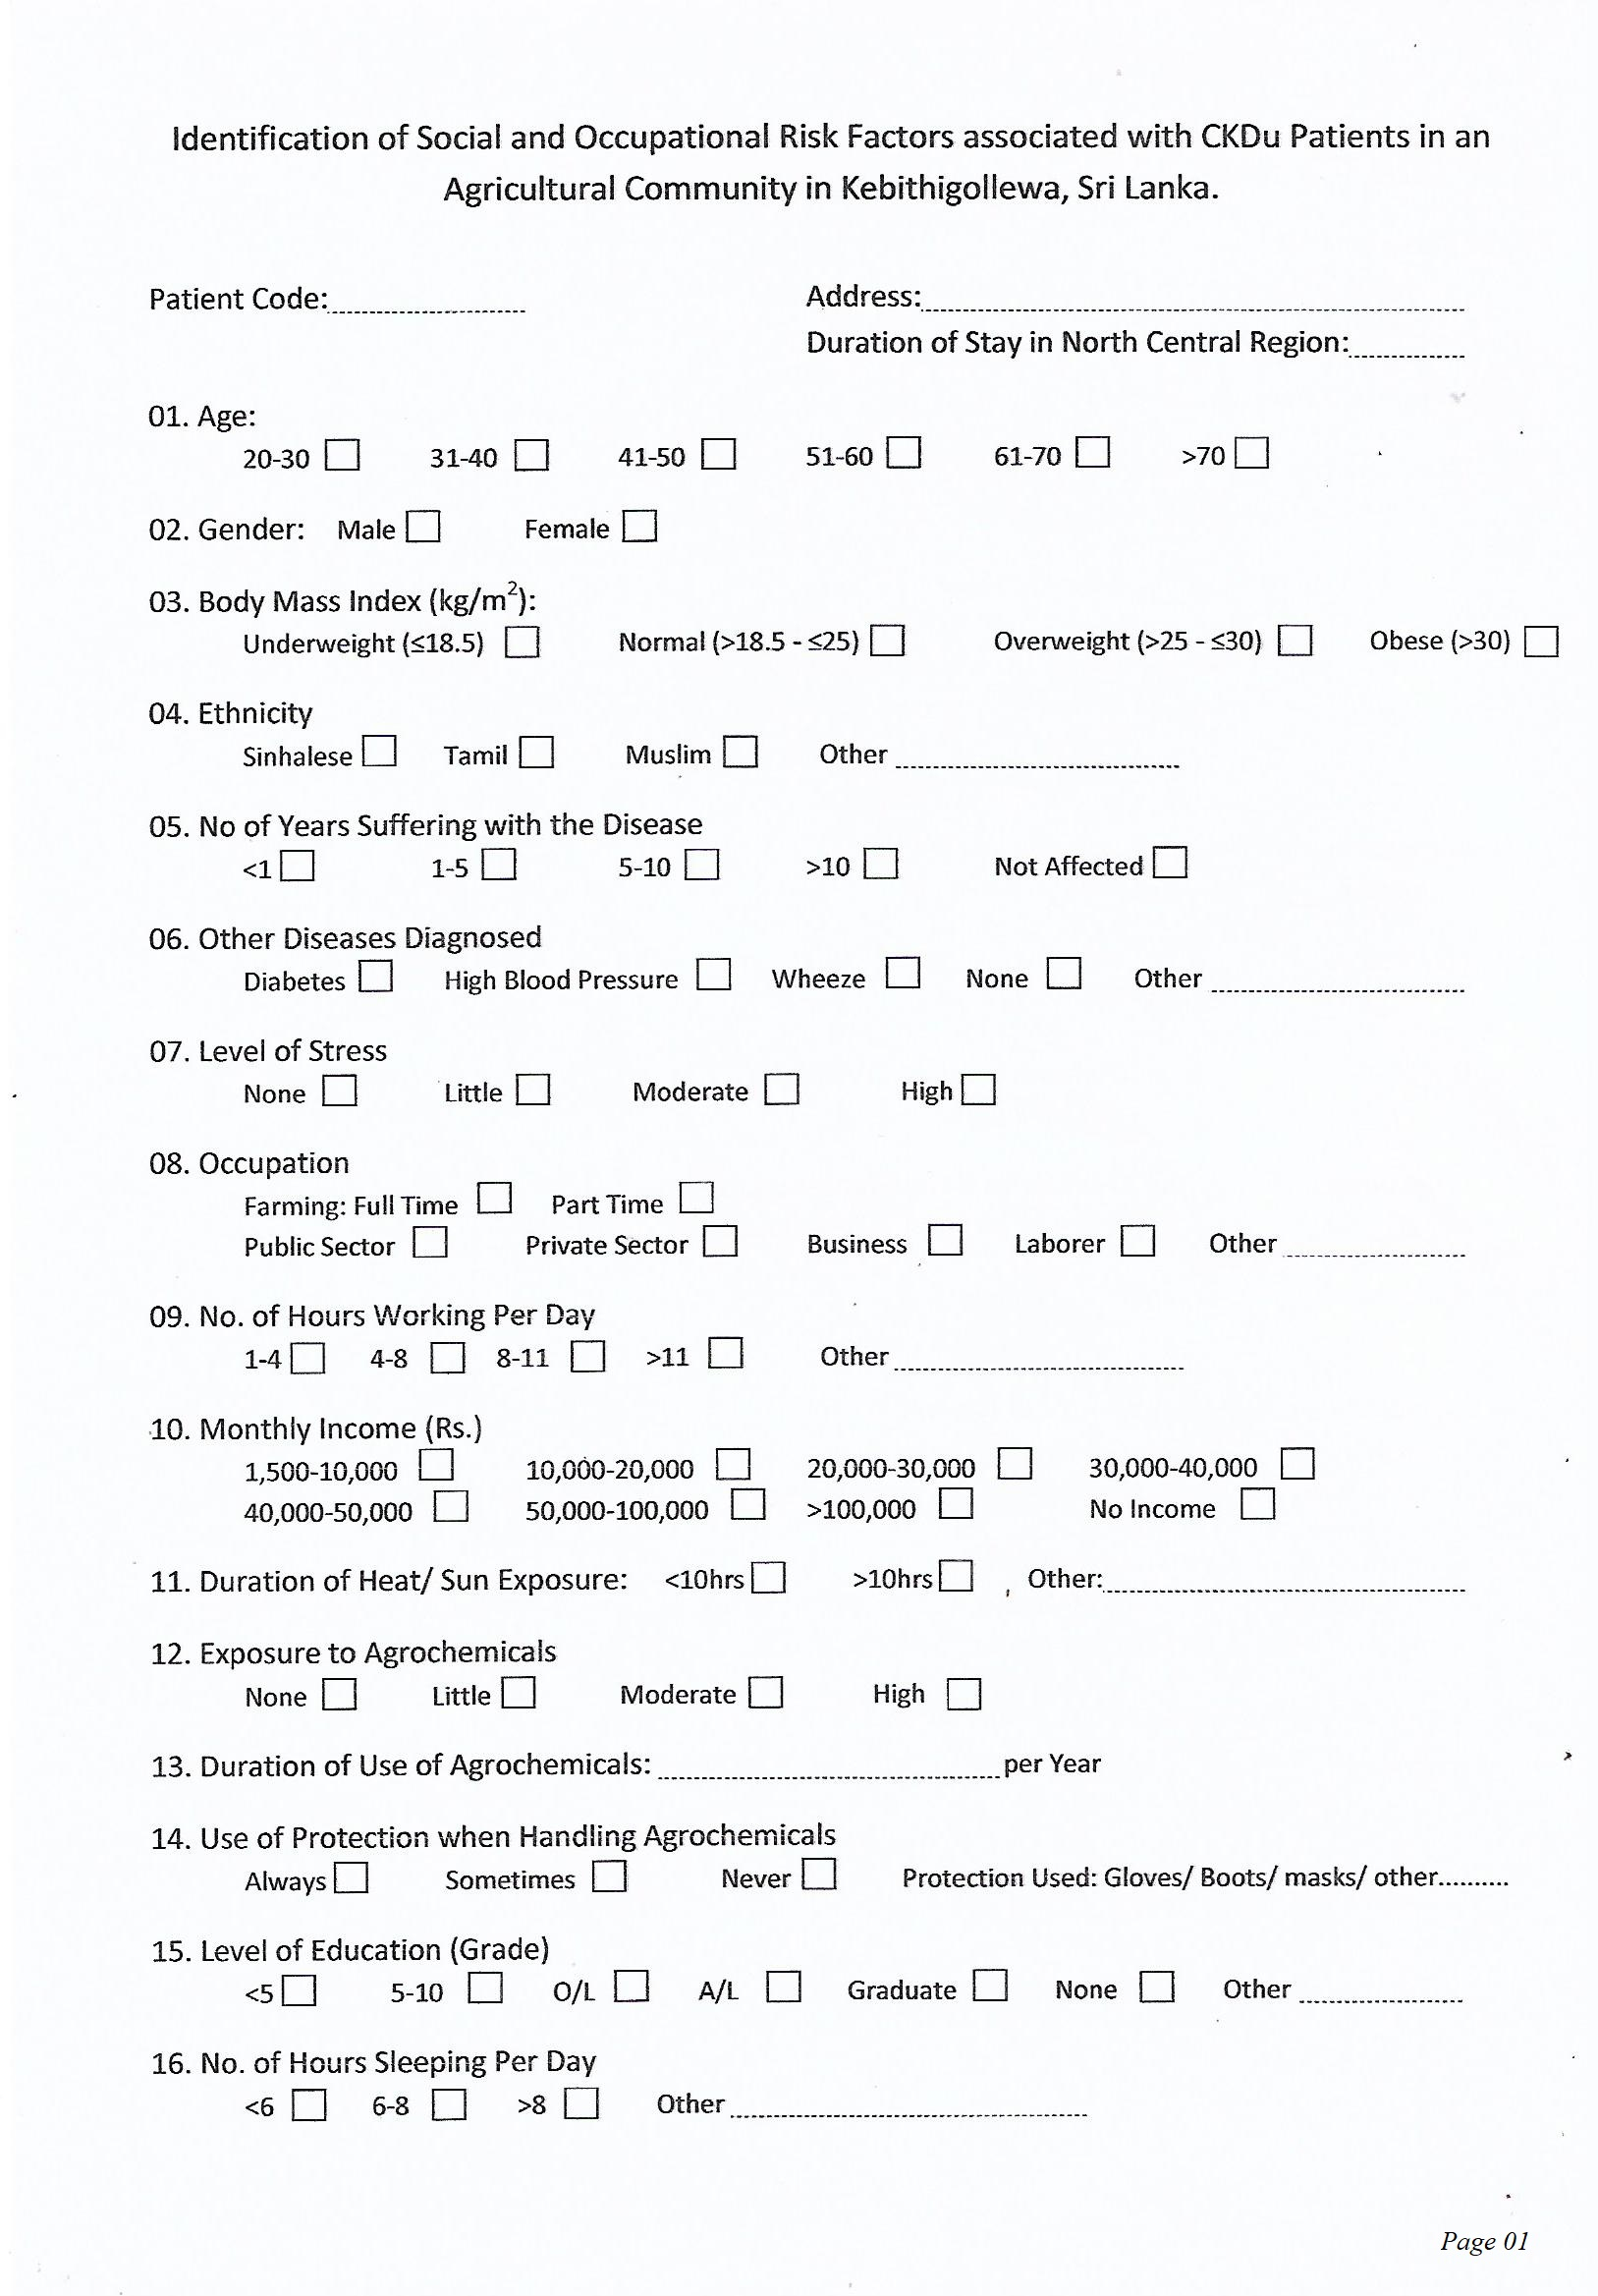 Identification of Social and Occupational Risk Factors associated with CKDu Patients in an
Agricultural Community in Kebithigollewa, Sri Lanka.
Patient Code:
Address:
Duration of Stay in North Central Region:
01. Age:
20-30 31-40 41-50 51-60 61-70 >70
02. Gender: Male Female
03. Body Mass Index (kg/m²):
Underweight (≤18.5) Normal (>18.5 - ≤25) Overweight (>25 - ≤30) Obese (>30)
04. Ethnicity
Sinhalese Tamil Muslim Other
05. No of Years Suffering with the Disease
<1 1-5 5-10 >10 Not Affected
06. Other Diseases Diagnosed
Diabetes High Blood Pressure Wheeze None Other
07. Level of Stress
None Little Moderate High
08. Occupation
Farming: Full Time Part Time
Public Sector Private Sector Business Laborer Other
09. No. of Hours Working Per Day
1-4 4-8 8-11 >11 Other
10. Monthly Income (Rs.)
1,500-10,000 10,000-20,000 20,000-30,000 30,000-40,000
40,000-50,000 50,000-100,000 >100,000 No Income
11. Duration of Heat/ Sun Exposure: <10hrs >10hrs , Other:
12. Exposure to Agrochemicals
None Little Moderate High
13. Duration of Use of Agrochemicals: per Year
14. Use of Protection when Handling Agrochemicals
Always Sometimes Never Protection Used: Gloves/ Boots/ masks/ other..........
15. Level of Education (Grade)
<5 5-10 O/L A/L Graduate None Other
16. No. of Hours Sleeping Per Day
<6 6-8 >8 Other
Page 01